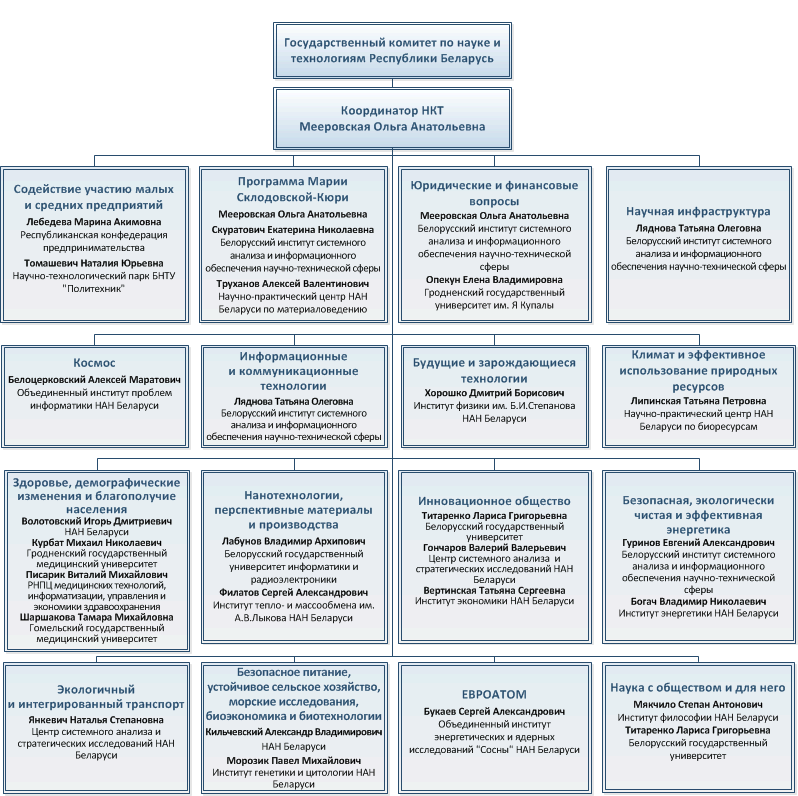 Государственный комитет по науке и
технологиям Республики Беларусь
Координатор НКТ
Мееровская Ольга Анатольевна
Содействие участию малых
и средних предприятий
Лебедева Марина Акимовна
Республиканская конфедерация
предпринимательства
Томашевич Наталия Юрьевна
Научно-технологический парк БНТУ
"Политехник"
Программа Марии
Склодовской-Кюри
Мееровская Ольга Анатольевна
Скуратович Екатерина Николаевна
Белорусский институт системного
анализа и информационного
обеспечения научно-технической сферы
Труханов Алексей Валентинович
Научно-практический центр НАН
Беларуси по материаловедению
Юридические и финансовые
вопросы
Мееровская Ольга Анатольевна
Белорусский институт системного
анализа и информационного
обеспечения научно-технической
сферы
Опекун Елена Владимировна
Гродненский государственный
университет им. Я Купалы
Научная инфраструктура
Ляднова Татьяна Олеговна
Белорусский институт системного
анализа и информационного
обеспечения научно-технической сферы
Космос
Белоцерковский Алексей Маратович
Объединенный институт проблем
информатики НАН Беларуси
Информационные
и коммуникационные
технологии
Ляднова Татьяна Олеговна
Белорусский институт системного
анализа и информационного
обеспечения научно-технической сферы
Будущие и зарождающиеся
технологии
Хорошко Дмитрий Борисович
Институт физики им. Б.И.Степанова
НАН Беларуси
Климат и эффективное
использование природных
ресурсов
Липинская Татьяна Петровна
Научно-практический центр НАН
Беларуси по биоресурсам
Здоровье, демографические
изменения и благополучие
населения
Волотовский Игорь Дмитриевич
НАН Беларуси
Курбат Михаил Николаевич
Гродненский государственный
медицинский университет
Писарик Виталий Михайлович
РНПЦ медицинских технологий,
информатизации, управления и
экономики здравоохранения
Шаршакова Тамара Михайловна
Гомельский государственный
медицинский университет
Нанотехнологии,
перспективные материалы
и производства
Лабунов Владимир Архипович
Белорусский государственный
университет информатики и
радиоэлектроники
Филатов Сергей Александрович
Институт тепло- и массообмена им.
А.В.Лыкова НАН Беларуси
Инновационное общество
Титаренко Лариса Григорьевна
Белорусский государственный
университет
Гончаров Валерий Валерьевич
Центр системного анализа и
стратегических исследований НАН
Беларуси
Вертинская Татьяна Сергеевна
Институт экономики НАН Беларуси
Безопасная, экологически
чистая и эффективная
энергетика
Гуринов Евгений Александрович
Белорусский институт системного
анализа и информационного
обеспечения научно-технической
сферы
Богач Владимир Николаевич
Институт энергетики НАН Беларуси
Экологичный
и интегрированный транспорт
Янкевич Наталья Степановна
Центр системного анализа и
стратегических исследований НАН
Беларуси
Безопасное питание,
устойчивое сельское хозяйство,
морские исследования,
биоэкономика и биотехнологии
Кильчевский Александр Владимирович
НАН Беларуси
Морозик Павел Михайлович
Институт генетики и цитологии НАН
Беларуси
ЕВРОАТОМ
Букаев Сергей Александрович
Объединенный институт
энергетических и ядерных
исследований "Сосны" НАН Беларуси
Наука с обществом и для него
Мякчило Степан Антонович
Институт философии НАН Беларуси
Титаренко Лариса Григорьевна
Белорусский государственный
университет